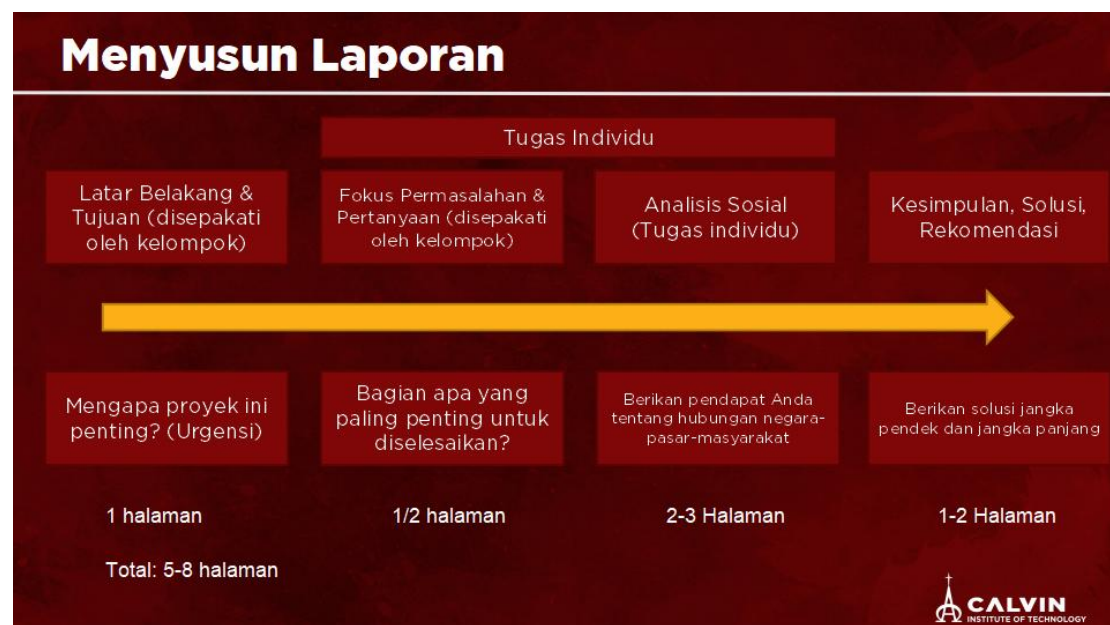 Menyusun Laporan
Tugas Individu
Latar Belakang &
Tujuan (disepakati
oleh kelompok)
Fokus Permasalahan &
Pertanyaan (disepakati
oleh kelompok)
Analisis Sosial
(Tugas individu)
Kesimpulan, Solusi,
Rekomendasi
Mengapa proyek ini
penting? (Urgensi)
Bagian apa yang
paling penting untuk
diselesaikan?
Berikan pendapat Anda
tentang hubungan negara-
pasar-masyarakat
Berikan solusi jangka
pendek dan jangka panjang
1 halaman
1/2 halaman
2-3 Halaman
1-2 Halaman
Total: 5-8 halaman
CALVIN
INSTITUTE OF TECHNOLOGY